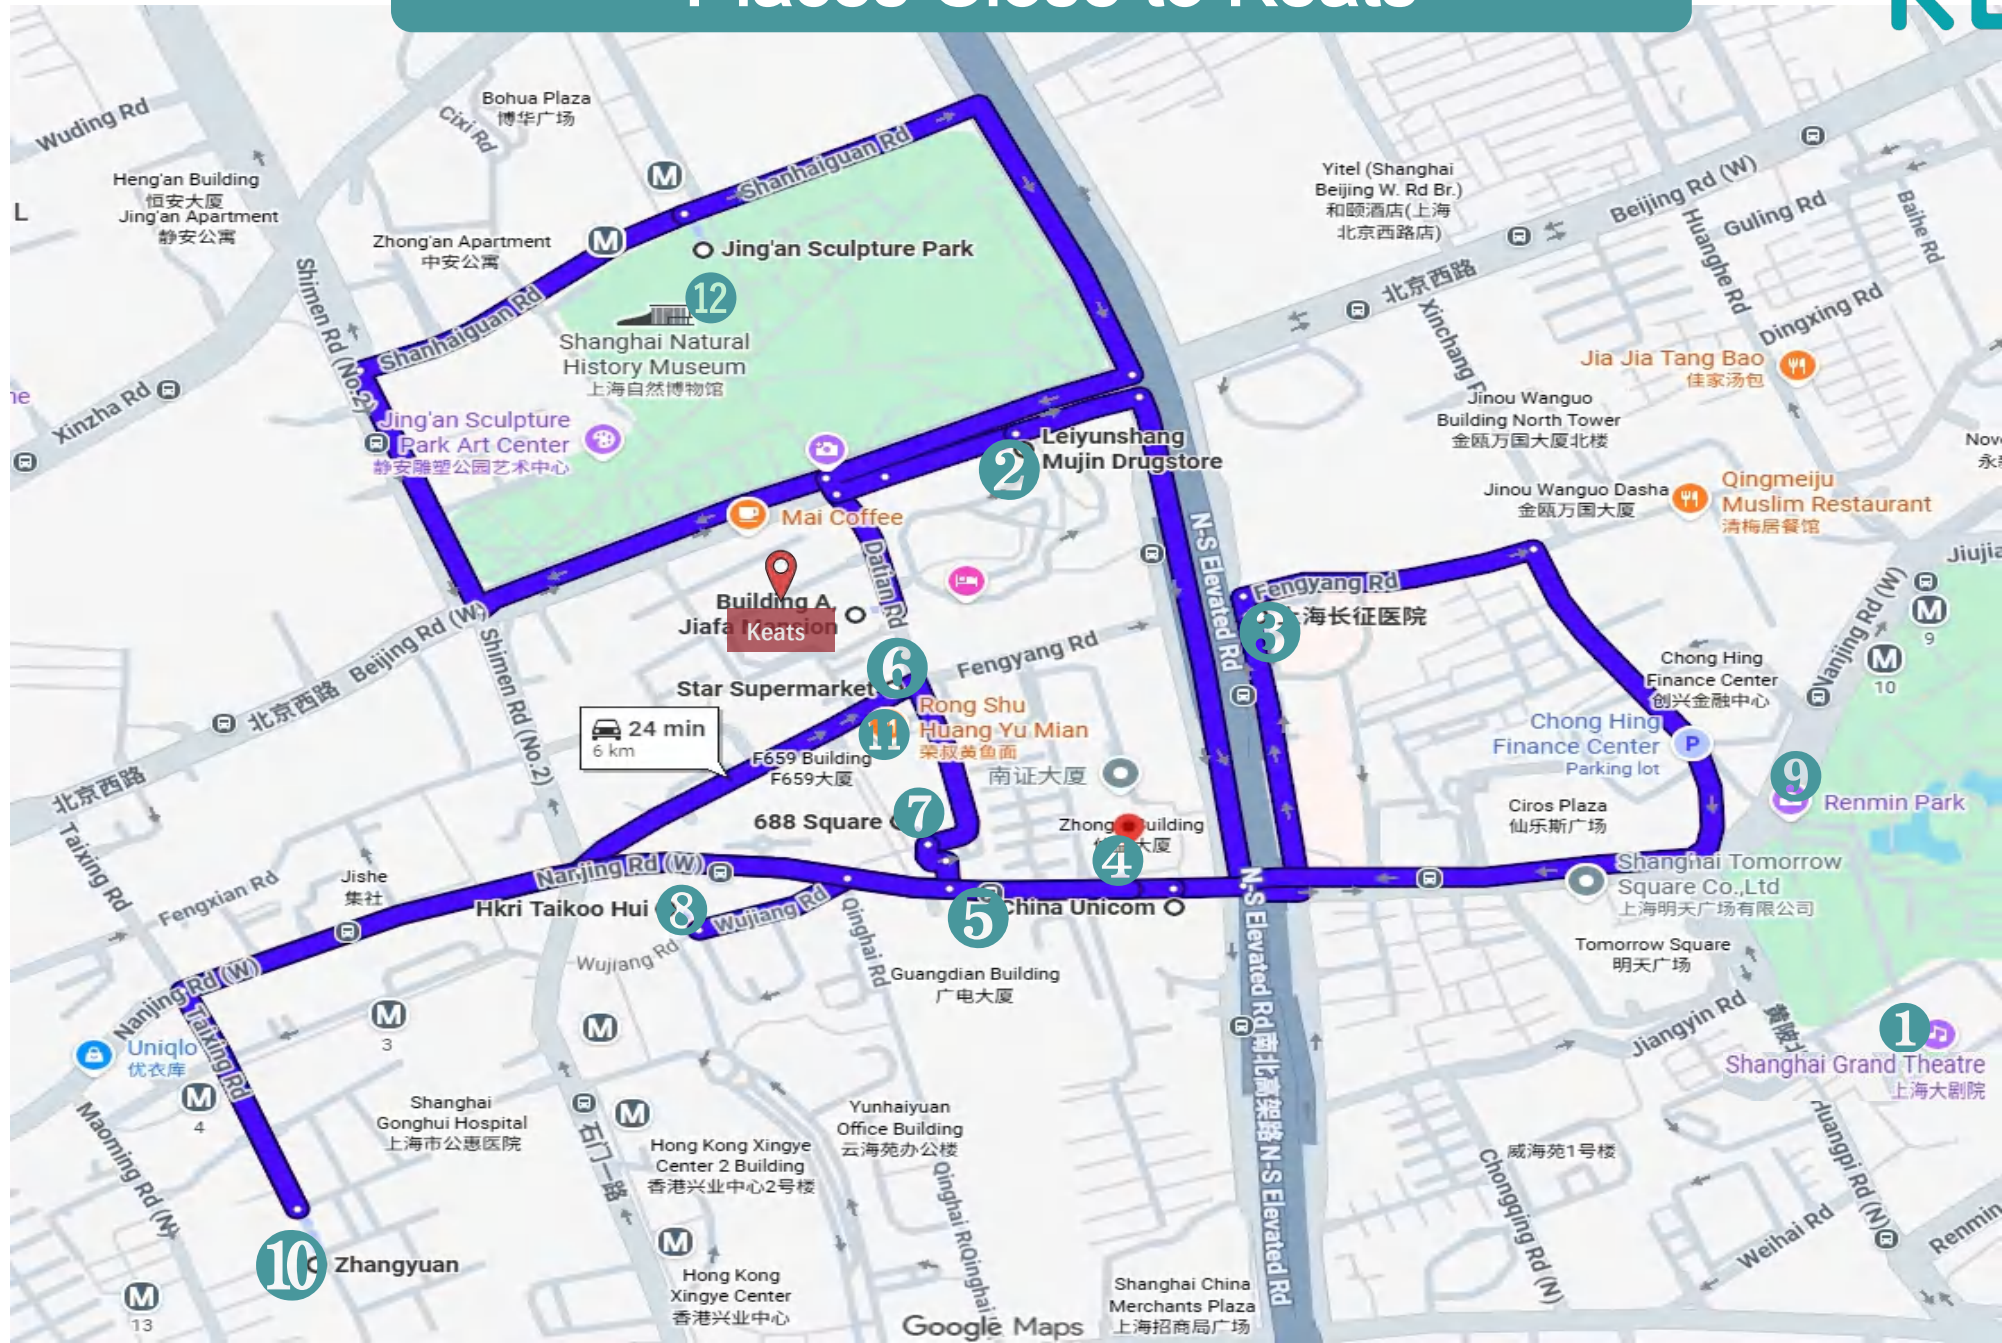 Places Close to Keats
Wuding Rd
Cixi Rd
Bohua Plaza
博华广场
Heng'an Building
恒安大厦
Jing'an Apartment
静安公寓
L
M
Shanhaiguan Rd
Zhong'an Apartment
中安公寓
M
Jing'an Sculpture Park
12
Shanghai Natural
History Museum
上海自然博物馆
Shimen Rd (No.2)
Shanhaiguan Rd
Xinzha Rd
Jing'an Sculpture
Park Art Center
静安雕塑公园艺术中心
Yitel (Shanghai
Beijing W. Rd Br.)
和颐酒店(上海
北京西路店)
Beijing Rd (W)
Guling Rd
Baihe Rd
Huanghe Rd
北京西路
Dingxing Rd
Jia Jia Tang Bao
佳家汤包
Jinou Wanguo
Building North Tower
金瓯万国大厦北楼
Leiyunshang
Mujin Drugstore
2
Jinou Wanguo Dasha
金瓯万国大厦
Qingmeiju
Muslim Restaurant
清梅居餐馆
Mai Coffee
Datian Rd
N-S Elevated Rd
Building A,
Keats
Fengyang Rd
3
海长征医院
Beijing Rd (W)
北京西路
Shimen Rd (No.2)
6
Fengyang Rd
Star Supermarket
Rong Shu
Huang Yu Mian
荣叔黄鱼面
11
24 min
6 km
F659 Building
F659大厦
南证大厦
688 Square
7
4
Chong Hing
Finance Center
创兴金融中心
Chong Hing
Finance Center
Parking lot
P
Nanjing Rd (W)
M
9
M
10
9
Renmin Park
Ciros Plaza
仙乐斯广场
Shanghai Tomorrow
Square Co.,Ltd
上海明天广场有限公司
Tomorrow Square
明天广场
北京西路
Taixing Rd
Fengxian Rd
Jishe
集社
Nanjing Rd (W)
Hkri Taikoo Hui
8
Wujiang Rd
Wujiang Rd
Qinghai Rd
5
China Unicom
Guangdian Building
广电大厦
Nanjing Rd (W)
Nanjing Rd (W)
Taixing Rd
Uniqlo
优衣库
M
3
M
M
4
Maoming Rd (N)
Shanghai
Gonghui Hospital
上海市公惠医院
M
石门一路
Hong Kong Xingye
Center 2 Building
香港兴业中心2号楼
Yunhaiyuan
Office Building
云海苑办公楼
N-S Elevated Rd 南北高架路 N-S Elevated Rd
Jiangyin Rd
1
Shanghai Grand Theatre
上海大剧院
威海苑1号楼
Chongqing Rd (N)
Huangpi Rd (N)
Weihai Rd
Renmin
10
Zhangyuan
M
13
M
Hong Kong
Xingye Center
香港兴业中心
Google Maps
Shanghai China
Merchants Plaza
上海招商局广场